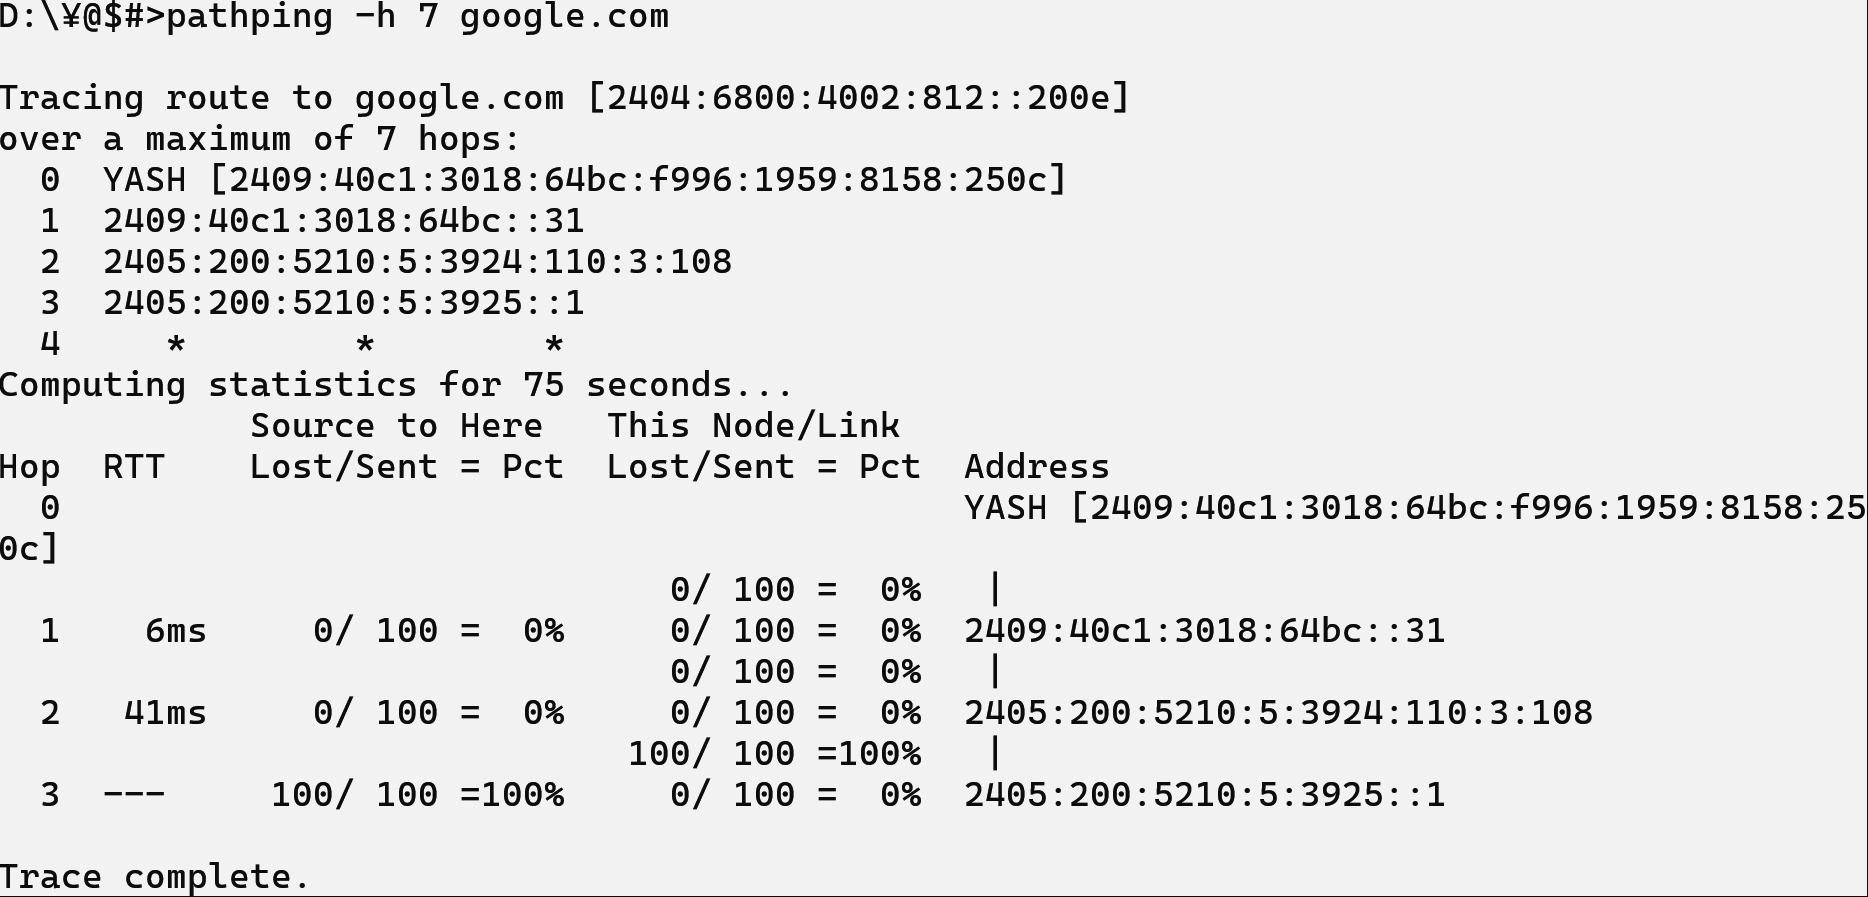 D:\¥@$#>pathping -h 7 google.com
Tracing route to google.com [2404:6800:4002:812::200e]
over a maximum of 7 hops:
  0  YASH [2409:40c1:3018:64bc:f996:1959:8158:250c]
  1  2409:40c1:3018:64bc::31
  2  2405:200:5210:5:3924:110:3:108
  3  2405:200:5210:5:3925::1
  4     *        *        *
Computing statistics for 75 seconds...
            Source to Here   This Node/Link
Hop  RTT    Lost/Sent = Pct  Lost/Sent = Pct  Address
  0                                           YASH [2409:40c1:3018:64bc:f996:1959:8158:25
0c]
                                0/ 100 =  0%   |
  1    6ms     0/ 100 =  0%     0/ 100 =  0%  2409:40c1:3018:64bc::31
                                0/ 100 =  0%   |
  2   41ms     0/ 100 =  0%     0/ 100 =  0%  2405:200:5210:5:3924:110:3:108
                              100/ 100 =100%   |
  3  ---     100/ 100 =100%     0/ 100 =  0%  2405:200:5210:5:3925::1
Trace complete.